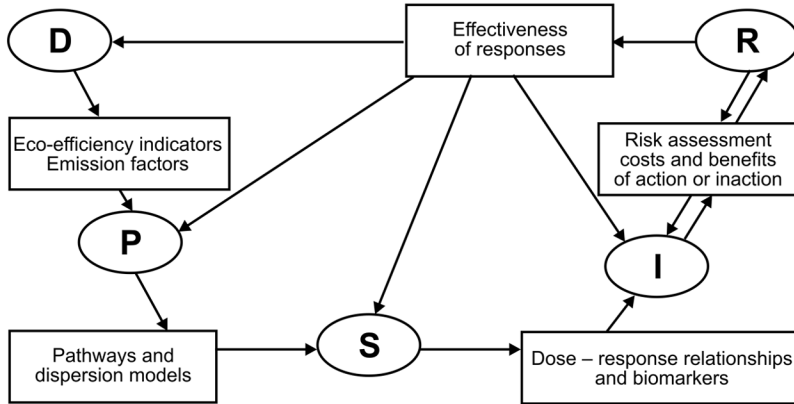 D
Effectiveness
of responses
R
Eco-efficiency indicators
Emission factors
Risk assessment
costs and benefits
of action or inaction
P
I
Pathways and
dispersion models
S
Dose – response relationships
and biomarkers